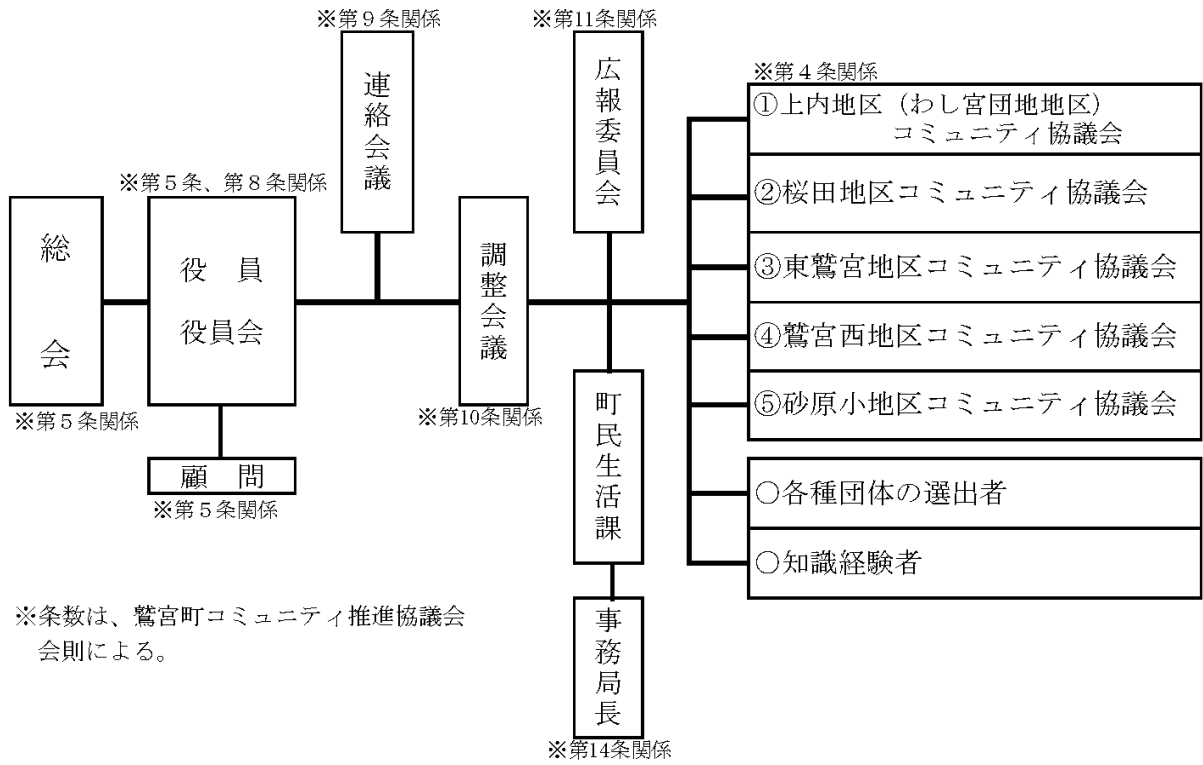 ※第９条関係
連絡会議
※第11条関係
広報委員会
※第５条、第８条関係
役　員
役員会
総会
※第５条関係
顧　問
※第５条関係
調整会議
※第10条関係
町民生活課
事務局長
※第14条関係
※第４条関係
①上内地区（わし宮団地地区）
コミュニティ協議会
②桜田地区コミュニティ協議会
③東鷲宮地区コミュニティ協議会
④鷲宮西地区コミュニティ協議会
⑤砂原小地区コミュニティ協議会
○各種団体の選出者
○知識経験者
※条数は、鷲宮町コミュニティ推進協議会
会則による。